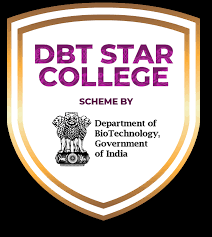 DBT STAR
COLLEGE
SCHEME BY
Department of
BioTechnology,
Government
of India